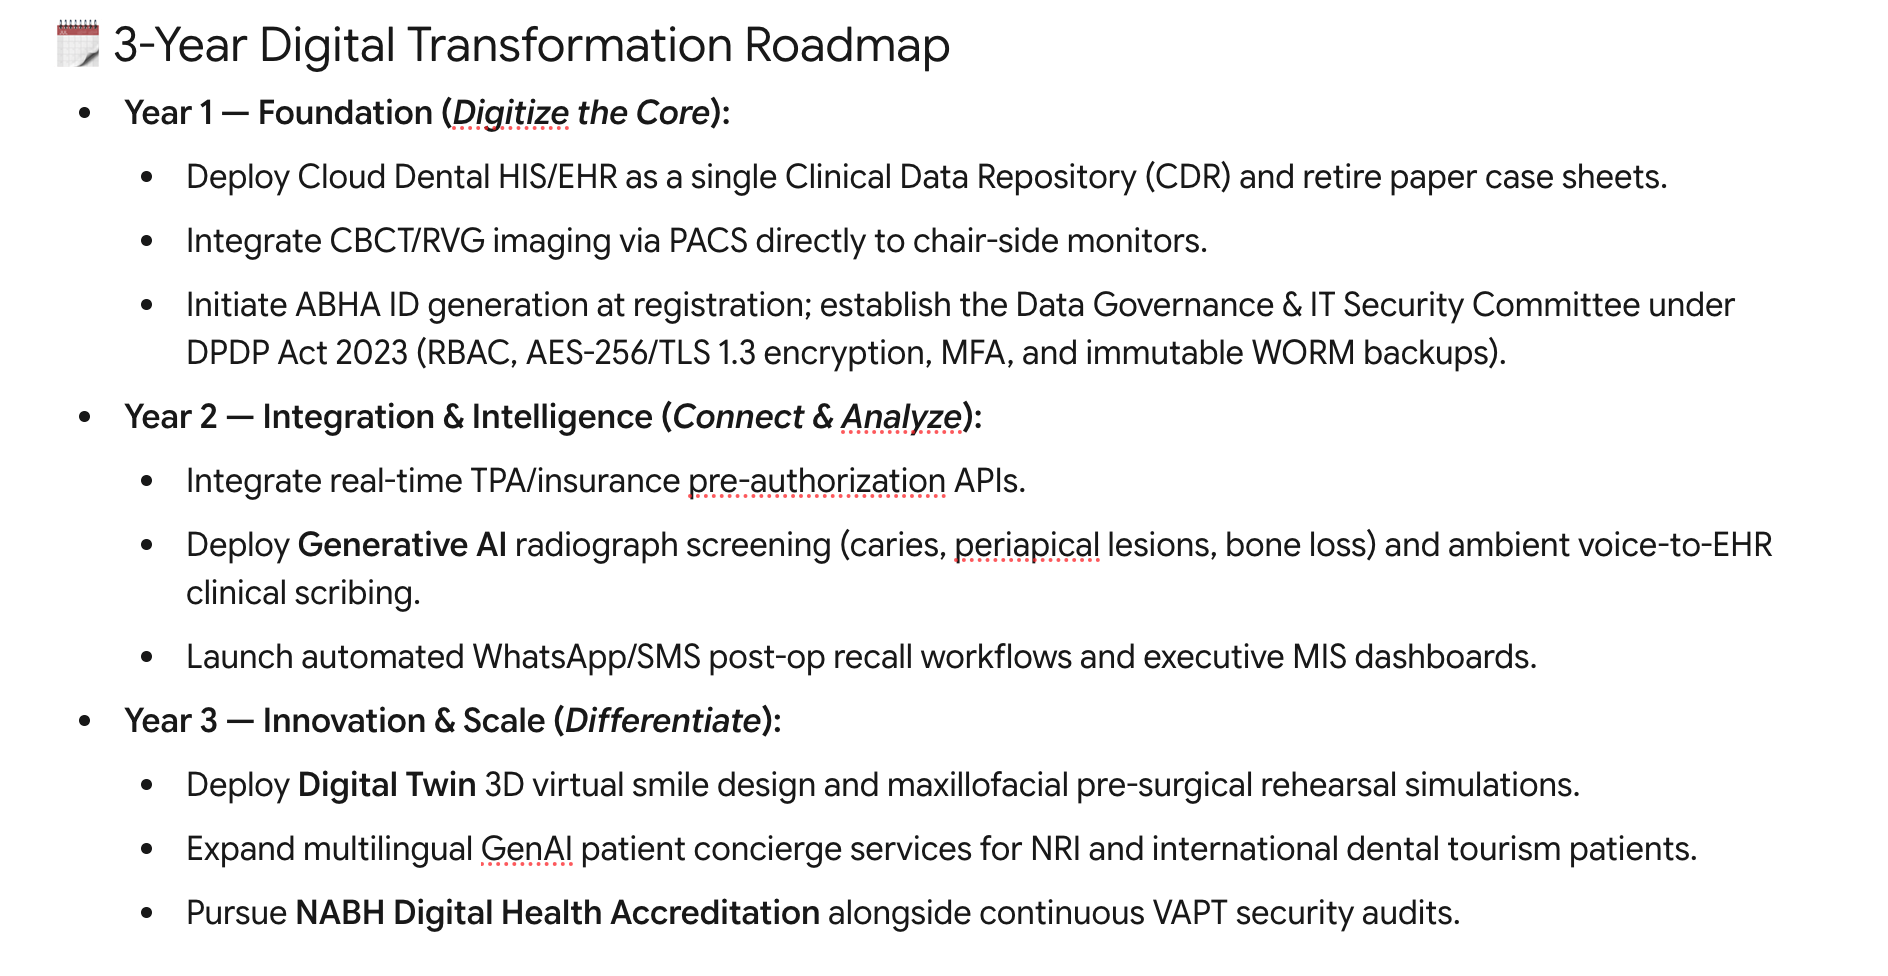 3-Year Digital Transformation Roadmap
• Year 1 — Foundation (Digitize the Core):
• Deploy Cloud Dental HIS/EHR as a single Clinical Data Repository (CDR) and retire paper case sheets.
• Integrate CBCT/RVG imaging via PACS directly to chair-side monitors.
• Initiate ABHA ID generation at registration; establish the Data Governance & IT Security Committee under
DPDP Act 2023 (RBAC, AES-256/TLS 1.3 encryption, MFA, and immutable WORM backups).
• Year 2 — Integration & Intelligence (Connect & Analyze):
• Integrate real-time TPA/insurance pre-authorization APIs.
• Deploy Generative AI radiograph screening (caries, periapical lesions, bone loss) and ambient voice-to-EHR
clinical scribing.
• Launch automated WhatsApp/SMS post-op recall workflows and executive MIS dashboards.
• Year 3 — Innovation & Scale (Differentiate):
• Deploy Digital Twin 3D virtual smile design and maxillofacial pre-surgical rehearsal simulations.
• Expand multilingual GenAI patient concierge services for NRI and international dental tourism patients.
• Pursue NABH Digital Health Accreditation alongside continuous VAPT security audits.